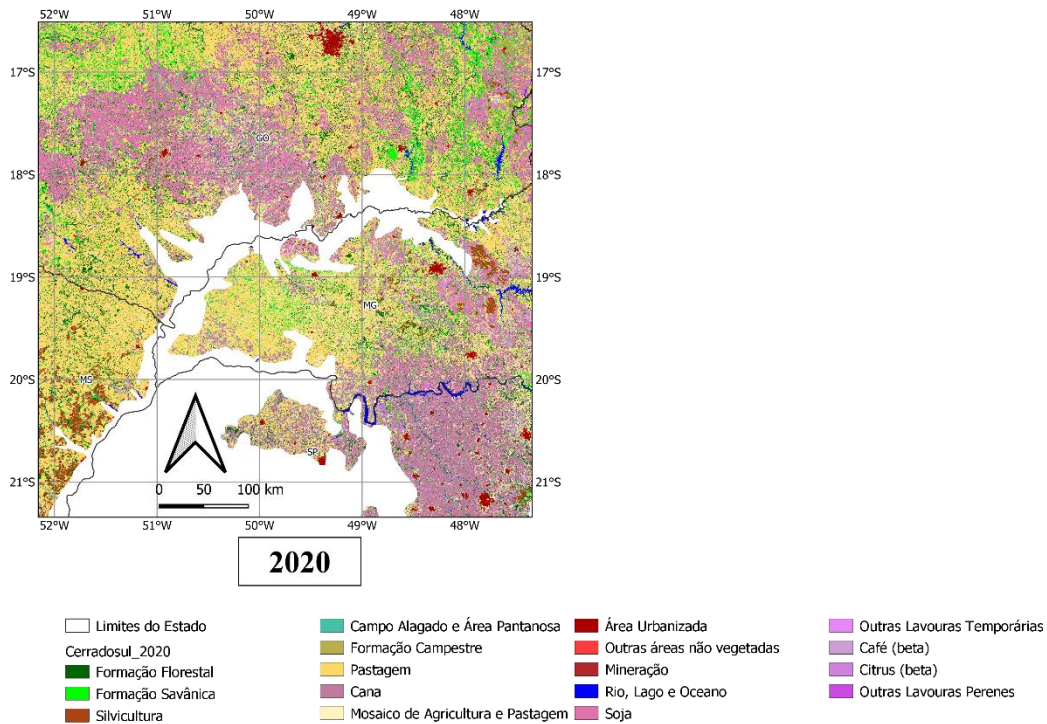 52°W 51°W 50°W 49°W 48°W
17°S 17°S
GO
18°S 18°S
19°S 19°S
MG
20°S MS 20°S
SP
21°S 21°S
0 50 100 km
52°W 51°W 50°W 49°W 48°W
2020
Limites do Estado
Cerradosul_2020
Formação Florestal
Formação Savânica
Silvicultura
Campo Alagado e Área Pantanosa
Formação Campestre
Pastagem
Cana
Mosaico de Agricultura e Pastagem
Área Urbanizada
Outras áreas não vegetadas
Mineração
Rio, Lago e Oceano
Soja
Outras Lavouras Temporárias
Café (beta)
Citrus (beta)
Outras Lavouras Perenes